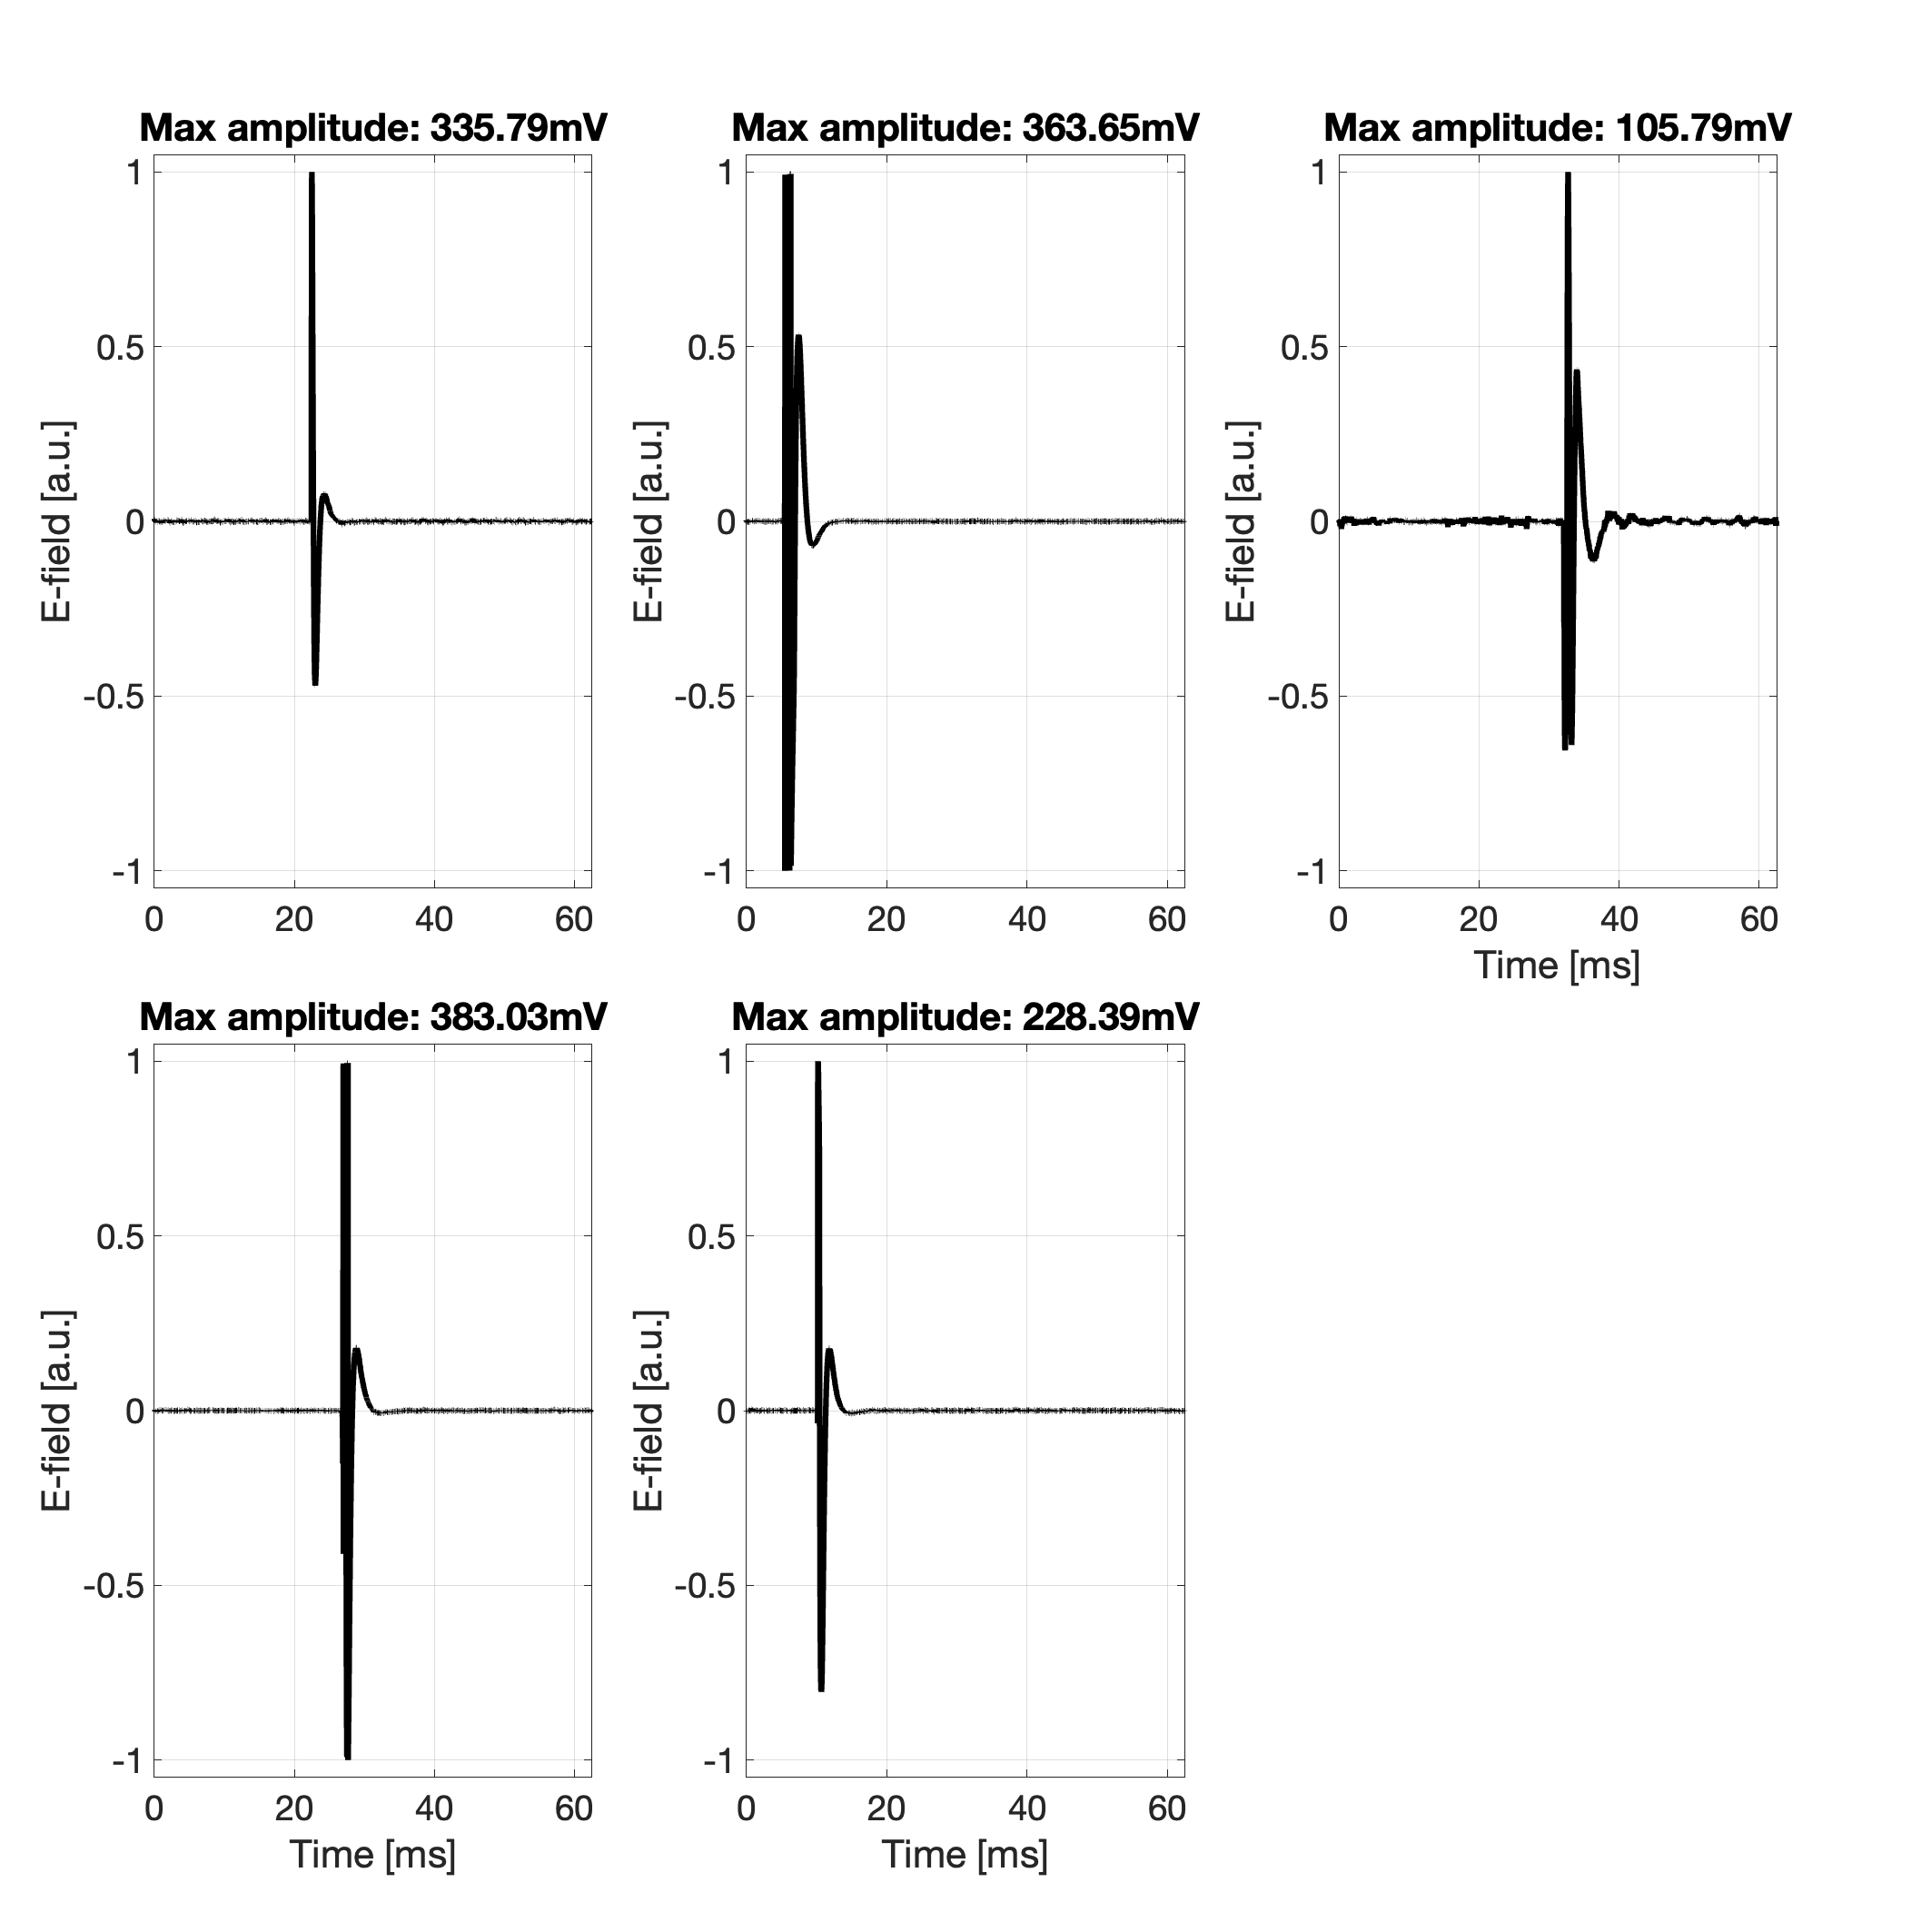 Max amplitude: 335.79mV
1
0.5
0
-0.5
-1
E-field [a.u.]
0 20 40 60
Max amplitude: 363.65mV
1
0.5
0
-0.5
-1
E-field [a.u.]
0 20 40 60
Max amplitude: 105.79mV
1
0.5
0
-0.5
-1
E-field [a.u.]
0 20 40 60
Time [ms]
Max amplitude: 383.03mV
1
0.5
0
-0.5
-1
E-field [a.u.]
0 20 40 60
Time [ms]
Max amplitude: 228.39mV
1
0.5
0
-0.5
-1
E-field [a.u.]
0 20 40 60
Time [ms]